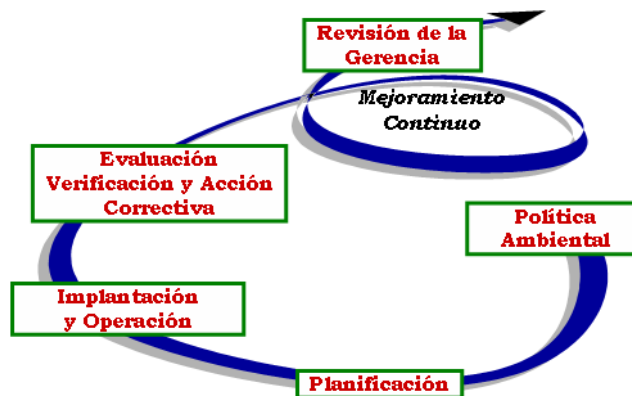 Revisión de la
Gerencia
Mejoramiento
Continuo
Evaluación
Verificación y Acción
Correctiva
Política
Ambiental
Implantación
y Operación
Planificación